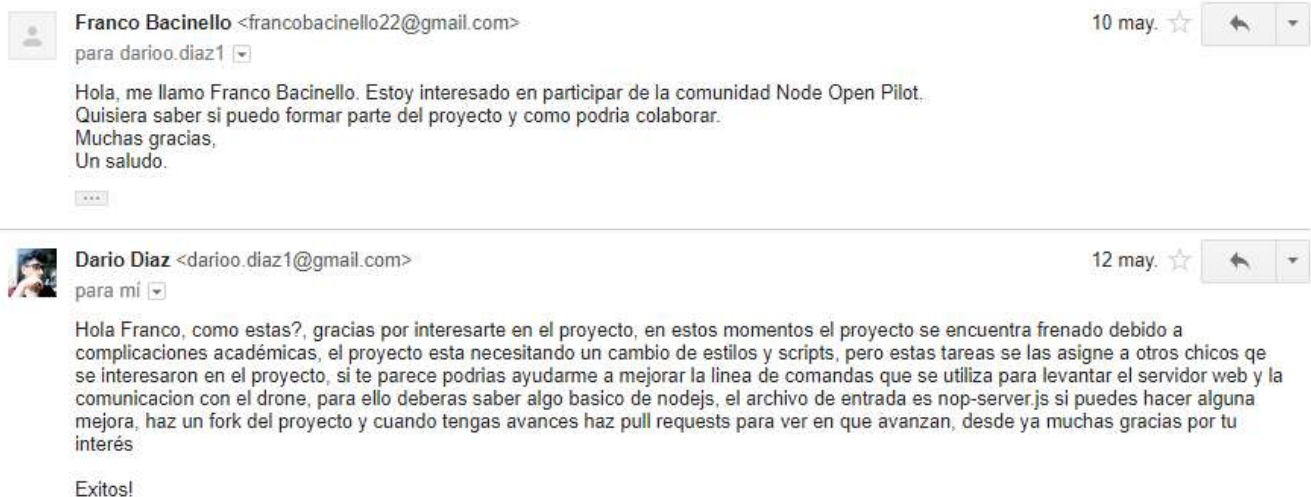 Franco Bacinello <francobacinello22@gmail.com>
10 may.
para darioo.diaz1
Hola, me llamo Franco Bacinello. Estoy interesado en participar de la comunidad Node Open Pilot.
Quisiera saber si puedo formar parte del proyecto y como podria colaborar.
Muchas gracias,
Un saludo.
Dario Diaz <darioo.diaz1@gmail.com>
12 may.
para mí
Hola Franco, como estas?, gracias por interesarte en el proyecto, en estos momentos el proyecto se encuentra frenado debido a
complicaciones académicas, el proyecto esta necesitando un cambio de estilos y scripts, pero estas tareas se las asigne a otros chicos qe
se interesaron en el proyecto, si te parece podrias ayudarme a mejorar la linea de comandas que se utiliza para levantar el servidor web y la
comunicacion con el drone, para ello deberas saber algo basico de nodejs, el archivo de entrada es nop-server.js si puedes hacer alguna
mejora, haz un fork del proyecto y cuando tengas avances haz pull requests para ver en que avanzan, desde ya muchas gracias por tu
interés
Exitos!